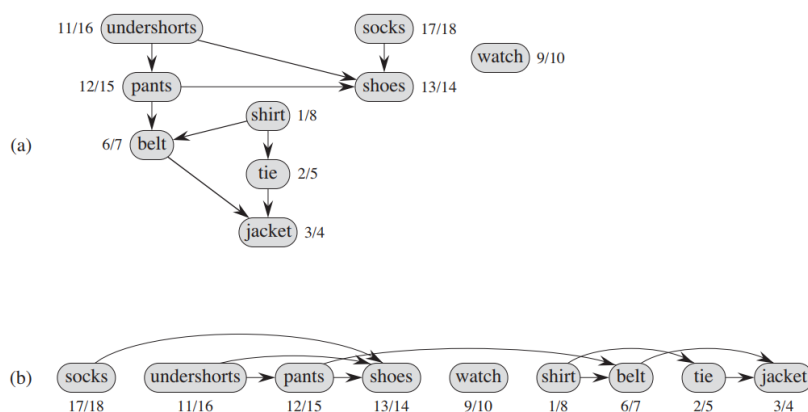 11/16 undershorts socks 17/18
watch 9/10
12/15 pants shoes 13/14
shirt 1/8
(a) 6/7 belt
tie 2/5
jacket 3/4
(b) socks undershorts pants shoes watch shirt belt tie jacket
17/18 11/16 12/15 13/14 9/10 1/8 6/7 2/5 3/4